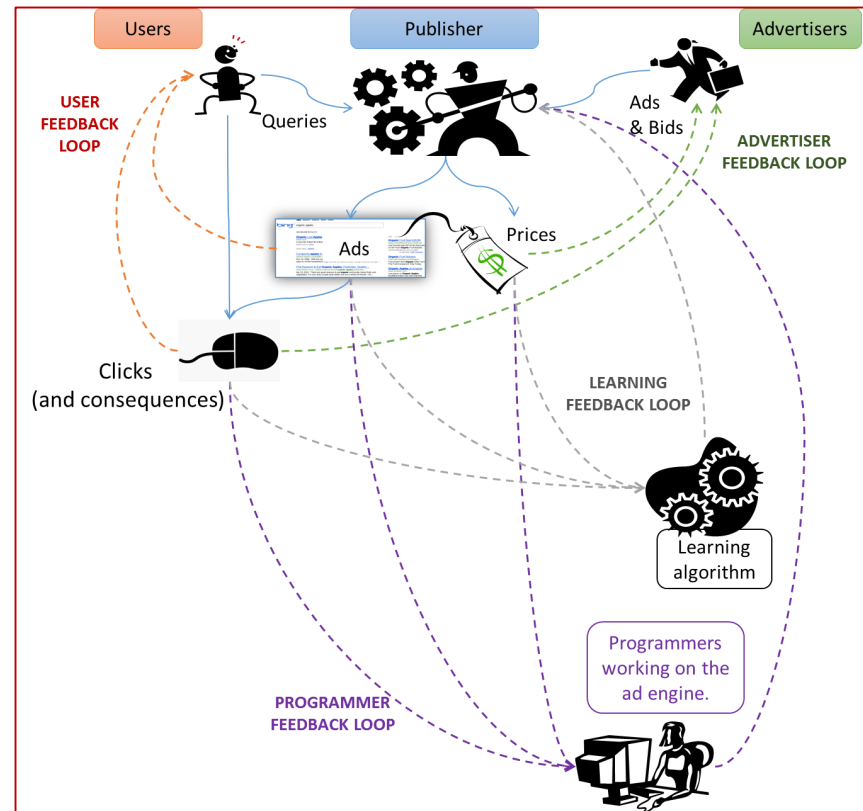 Users
Publisher
Advertisers
USER
FEEDBACK
LOOP
Queries
Ads
& Bids
ADVERTISER
FEEDBACK LOOP
bing
Ads
Prices
$
Clicks
(and consequences)
LEARNING
FEEDBACK LOOP
Learning
algorithm
Programmers
working on the
ad engine.
PROGRAMMER
FEEDBACK LOOP